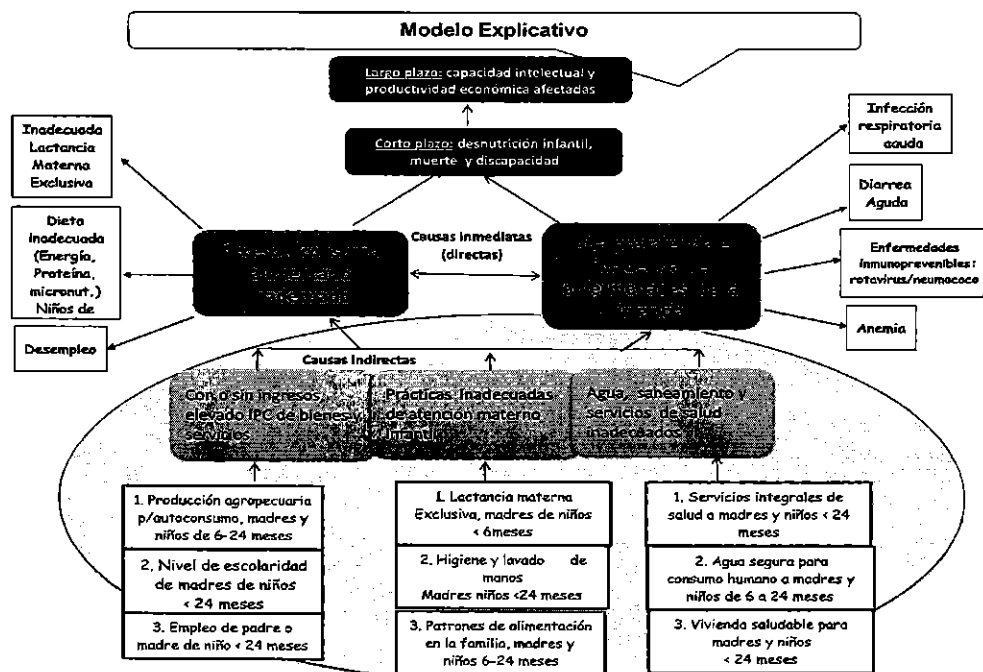 Modelo Explicativo
Largo plazo: capacidad intelectual y
productividad económica afectadas
Corto plazo: desnutrición infantil,
muerte y discapacidad
Inadecuada
Lactancia
Materna
Exclusiva
Dieta
inadecuada
(Energía,
Proteína,
micronut.)
Niños de
Desempleo
Causas inmediatas
(directas)
Infección
respiratoria
aguda
Diarrea
Aguda
Enfermedades
inmunoprevenibles:
rotavirus/neumococo
Anemia
Causas Indirectas
Con o sin ingresos,
elevado IPC de bienes y
servicios
Prácticas Inadecuadas
de atención materno
infantil
Agua, saneamiento y
servicios de salud
inadecuados
1. Producción agropecuaria
p/autoconsumo, madres y
niños de 6-24 meses
2. Nivel de escolaridad
de madres de niños
< 24 meses
3. Empleo de padre o
madre de niño < 24 meses
1. Lactancia materna
Exclusiva, madres de niños
< 6meses
2. Higiene y lavado de
manos
Madres niños <24 meses
3. Patrones de alimentación
en la familia, madres y
niños 6-24 meses
1. Servicios integrales de
salud a madres y niños < 24
meses
2. Agua segura para
consumo humano a madres y
niños de 6 a 24 meses
3. Vivienda saludable para
madres y niños
< 24 meses